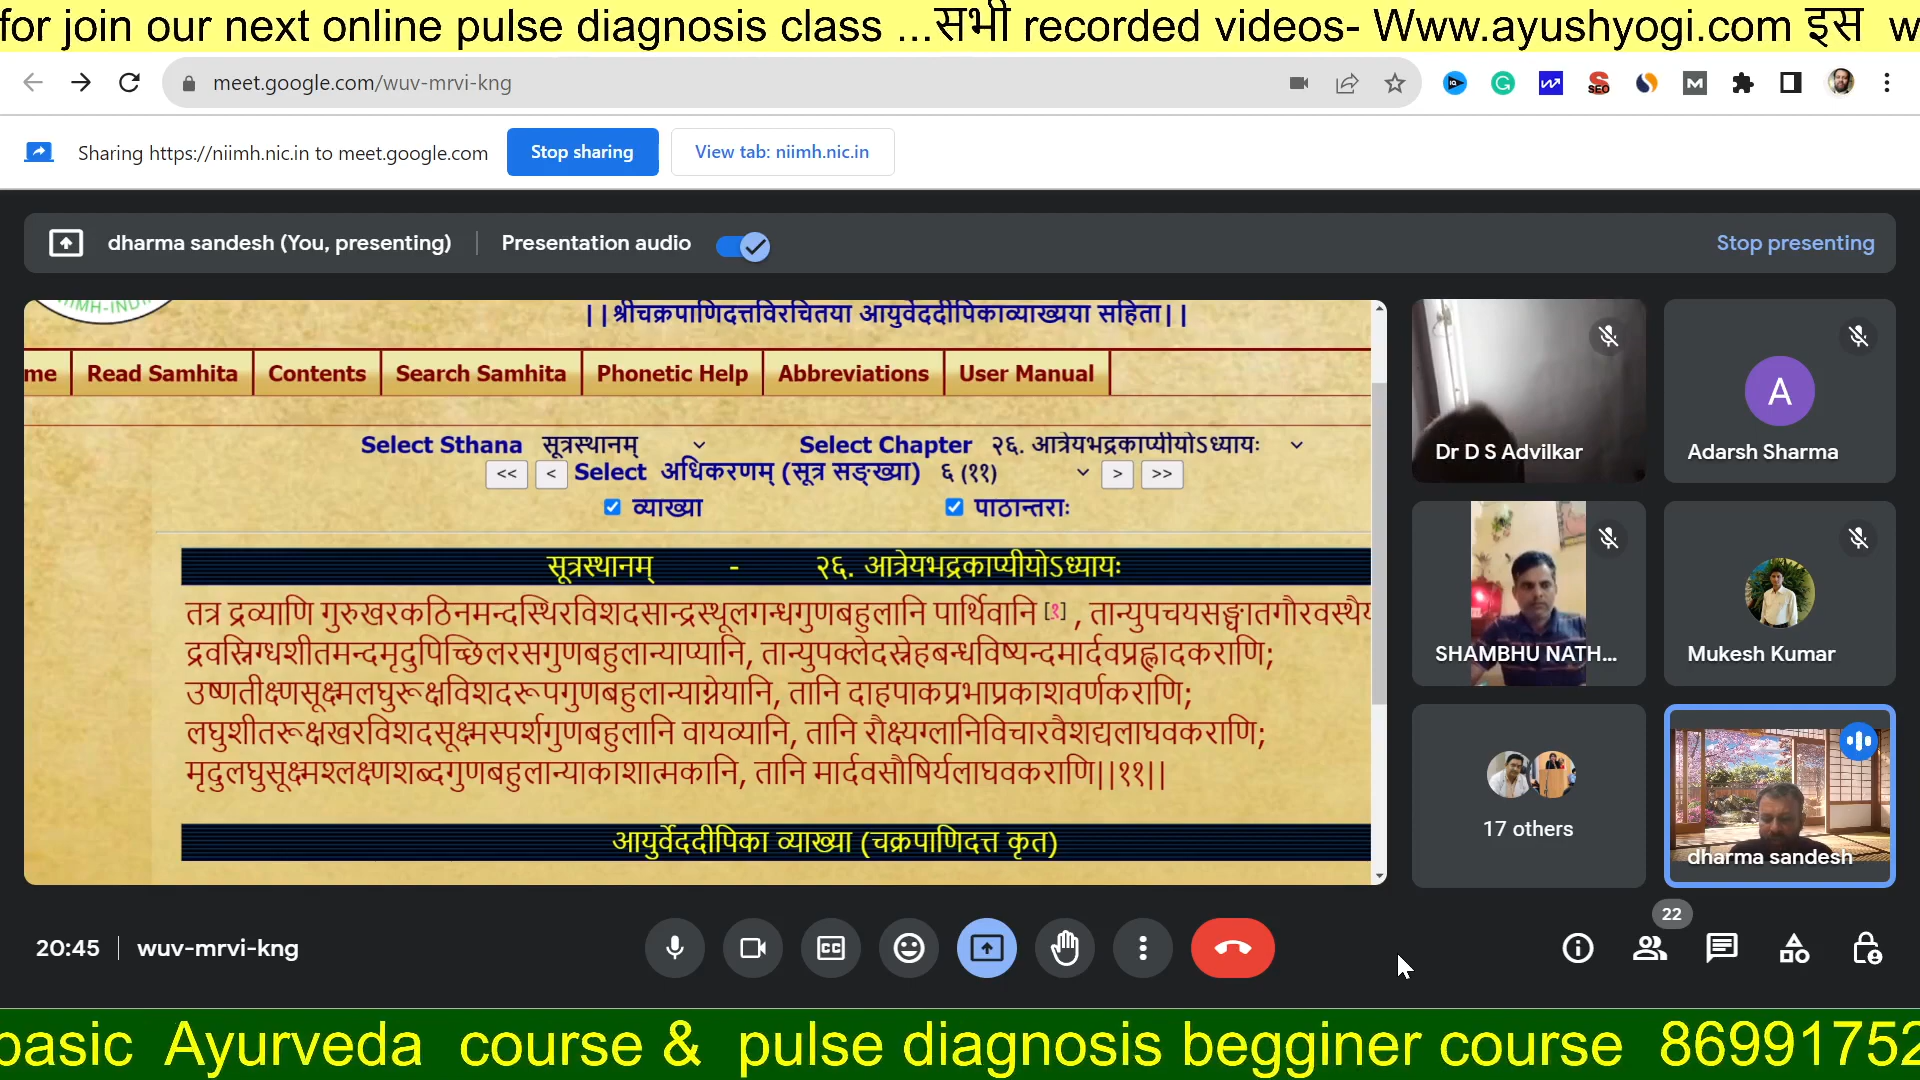 for join our next online pulse diagnosis class ...सभी recorded videos- Www.ayushyogi.com इस
meet.google.com/wuv-mrvi-kng
Sharing https://niimh.nic.in to meet.google.com
Stop sharing
View tab: niimh.nic.in
dharma sandesh (You, presenting)
Presentation audio
Stop presenting
||श्रीचक्रपाणिदत्तविरचितया आयुर्वेददीपिकाव्याख्यया सहिता||
me Read Samhita Contents Search Samhita Phonetic Help Abbreviations User Manual
Select Sthana सूत्रस्थानम् Select Chapter २६. आत्रेयभद्रकाप्यीयोऽध्यायः
<< < Select अधिकरणम् (सूत्र सङ्ख्या) ६ (११) > >>
व्याख्या पाठान्तराः
सूत्रस्थानम् - २६. आत्रेयभद्रकाप्यीयोऽध्यायः
तत्र द्रव्याणि गुरुखरकठिनमन्दस्थिरविशदसान्द्रस्थूलगन्धगुणबहुलानि पार्थिवानि [१] , तान्युपचयसङ्घातगौरवस्थैय
द्रवस्निग्धशीतमन्दमृदुपिच्छिलरसगुणबहुलान्याप्यानि, तान्युपक्लेदस्नेहबन्धविष्यन्दमार्दवप्रह्लादकराणि;
उष्णतीक्ष्णसूक्ष्मलघुरूक्षविशदरूपगुणबहुलान्याग्नेयानि, तानि दाहपाकप्रभाप्रकाशवर्णकराणि;
लघुशीतरूक्षखरविशदसूक्ष्मस्पर्शगुणबहुलानि वायव्यानि, तानि रौक्ष्यग्लानिविचारवैशद्यलाघवकराणि;
मृदुलघुसूक्ष्मश्लक्ष्णशब्दगुणबहुलान्याकाशात्मकानि, तानि मार्दवसौषिर्यलाघवकराणि||११||
आयुर्वेददीपिका व्याख्या (चक्रपाणिदत्त कृत)
Dr D S Advilkar
A
Adarsh Sharma
SHAMBHU NATH...
Mukesh Kumar
17 others
dharma sandesh
20:45
wuv-mrvi-kng
22
basic Ayurveda course & pulse diagnosis begginer course 86991752